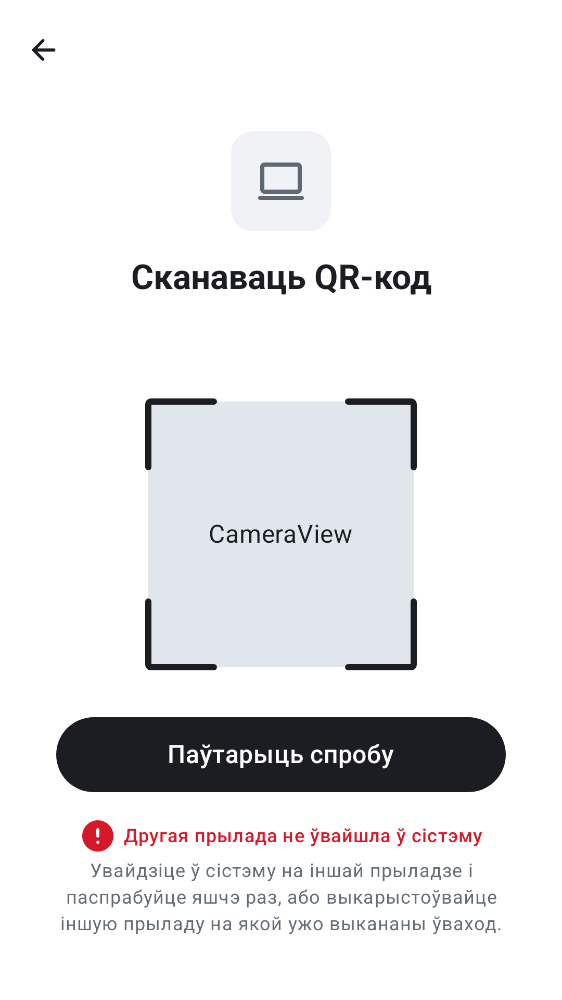 Сканаваць QR-код
CameraView
Паўтарыць спробу
Другая прылада не ўвайшла ў сістэму
Увайдзіце ў сістэму на іншай прыладзе і
паспрабуйце яшчэ раз, або выкарыстоўвайце
іншую прыладу на якой ужо выкананы ўваход.